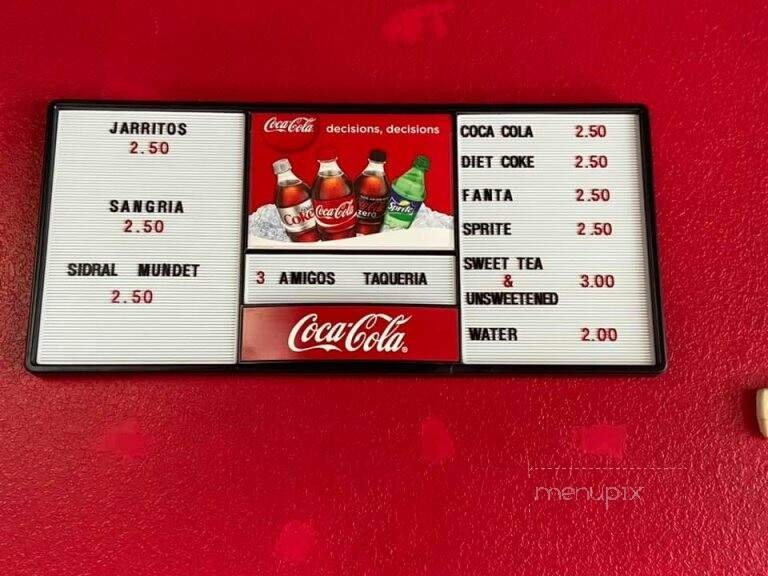 JARRITOS
2.50
SANGRIA
2.50
SIDRAL MUNDET
2.50
Coca-Cola decisions, decisions
Coke Coca-Cola zero Sprite
3 AMIGOS TAQUERIA
Coca-Cola®
COCA COLA 2.50
DIET COKE 2.50
FANTA 2.50
SPRITE 2.50
SWEET TEA
& 3.00
UNSWEETENED
WATER 2.00
menupix